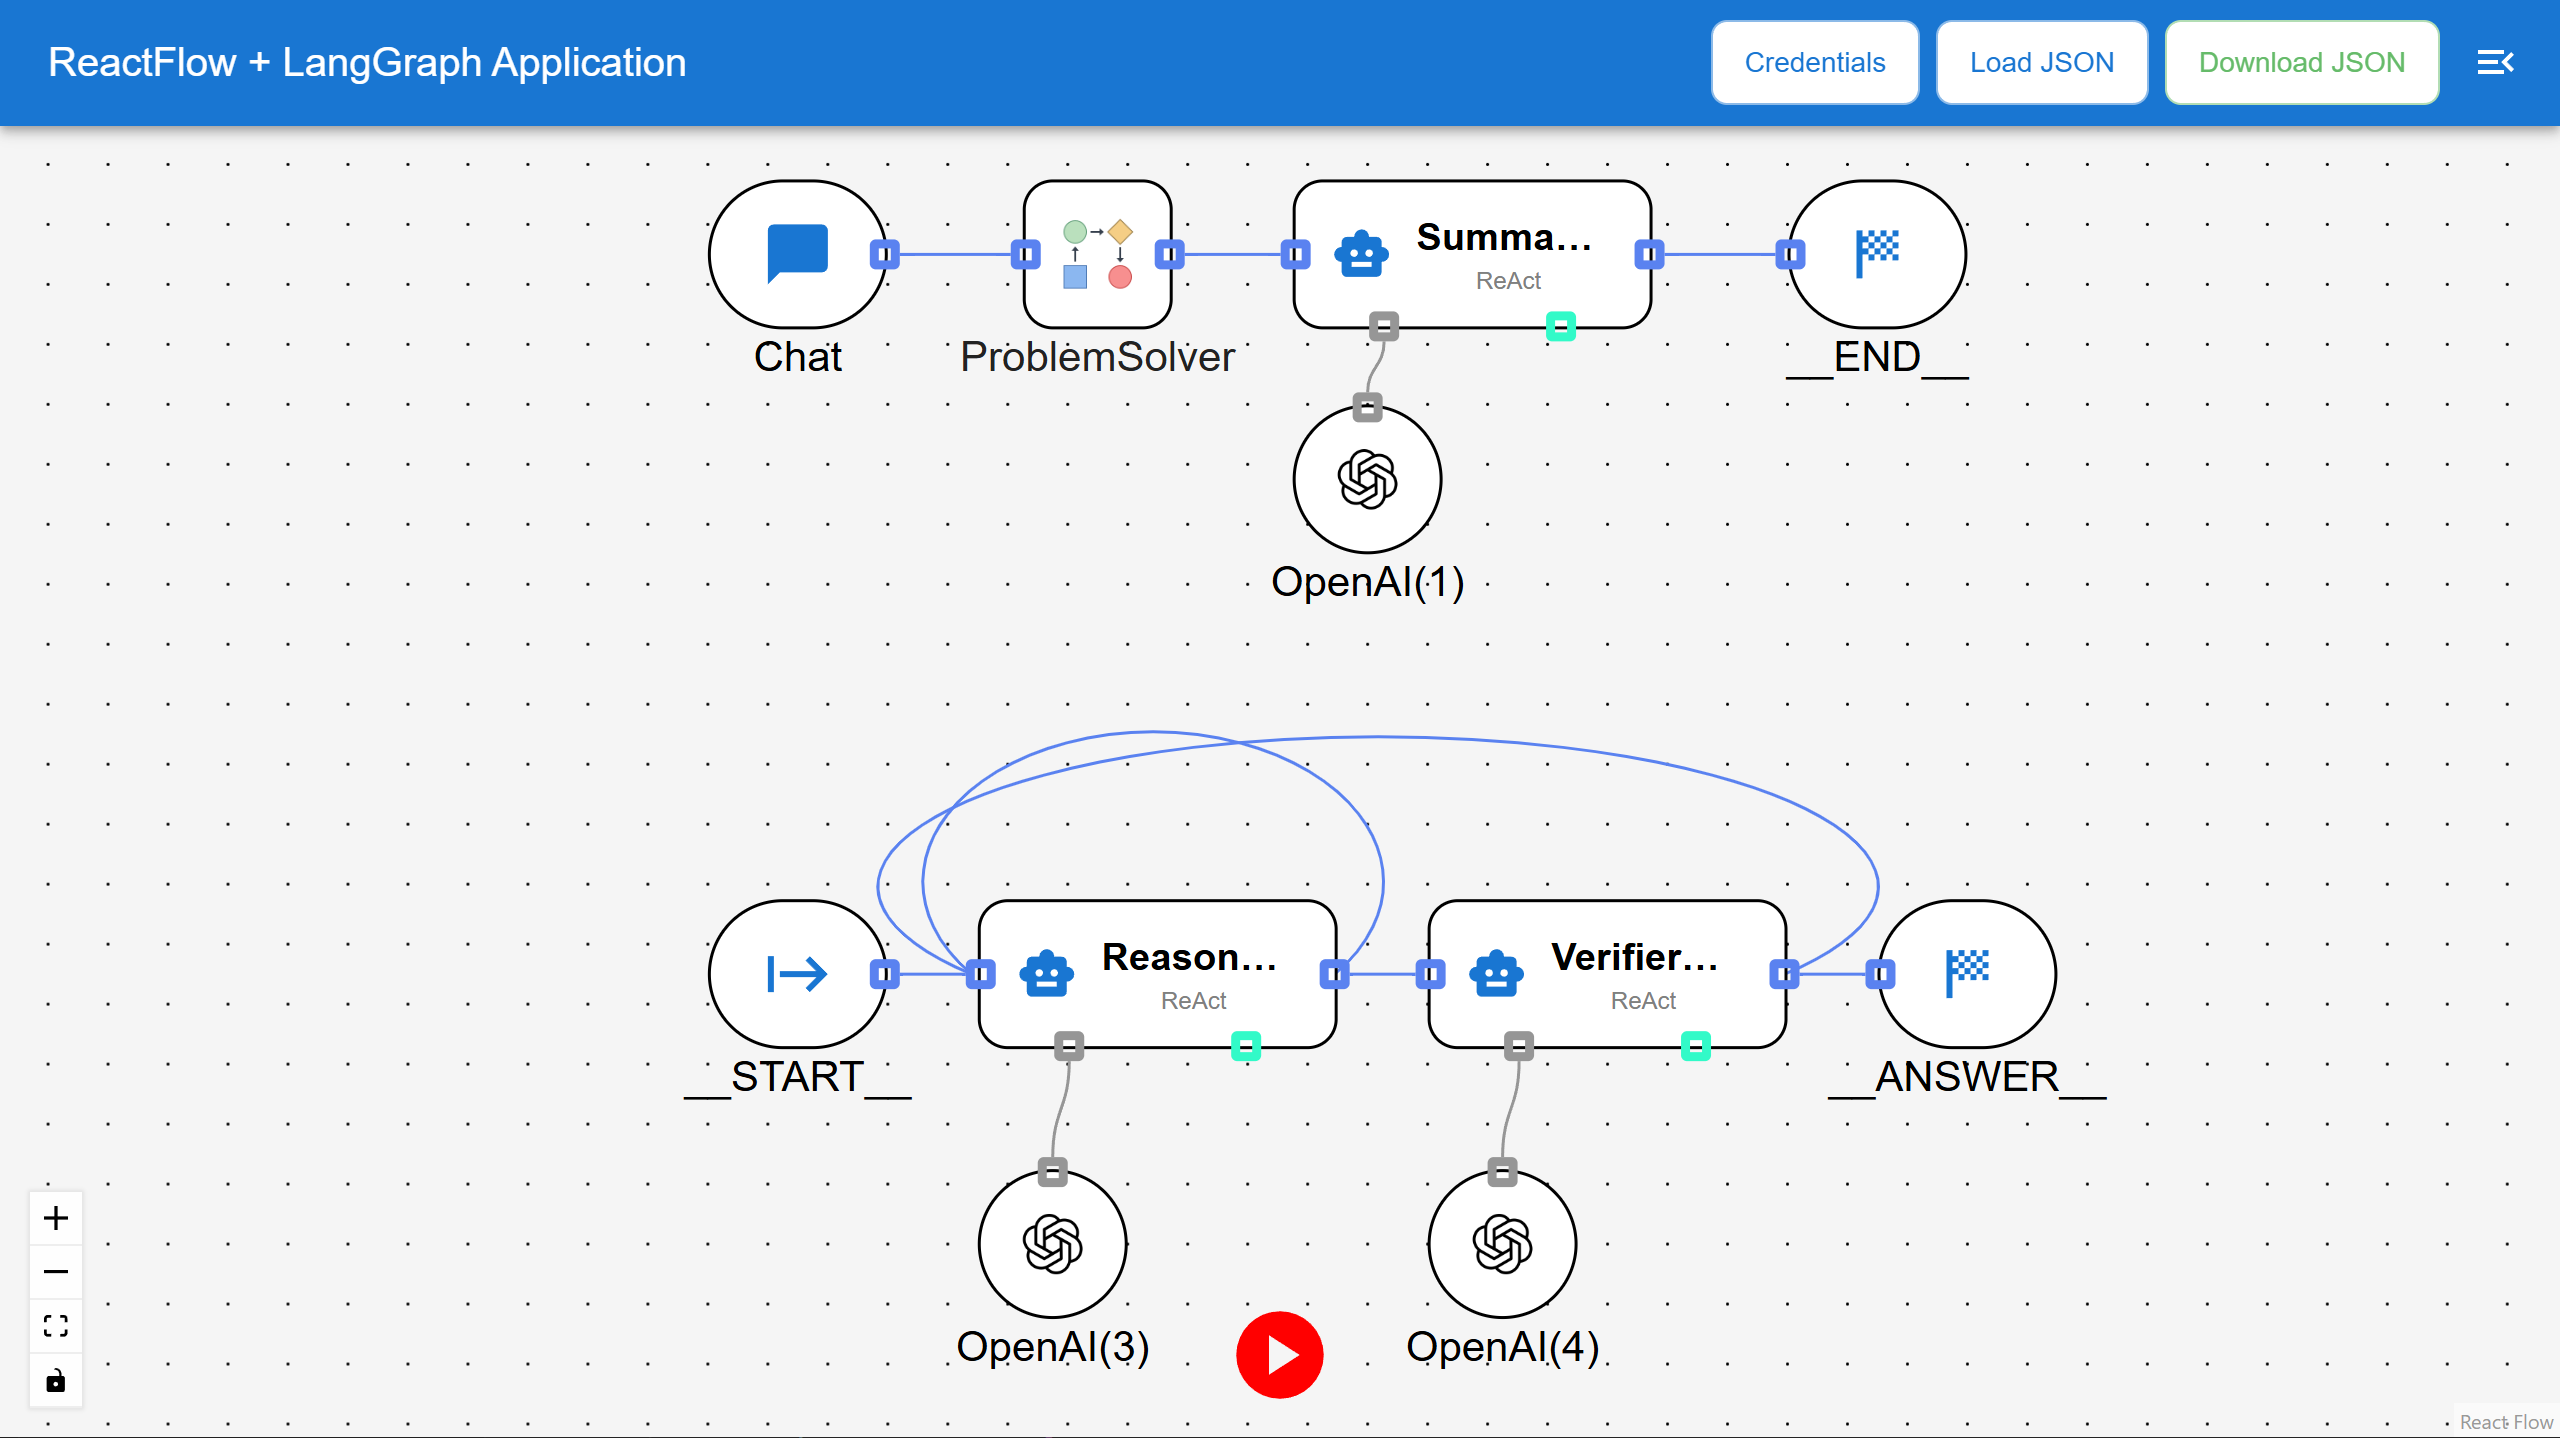 ReactFlow + LangGraph Application
Credentials
Load JSON
Download JSON
Summa...
ReAct
Chat
ProblemSolver
__END__
OpenAI(1)
Reason...
ReAct
Verifier...
ReAct
__START__
__ANSWER__
OpenAI(3)
OpenAI(4)
React Flow